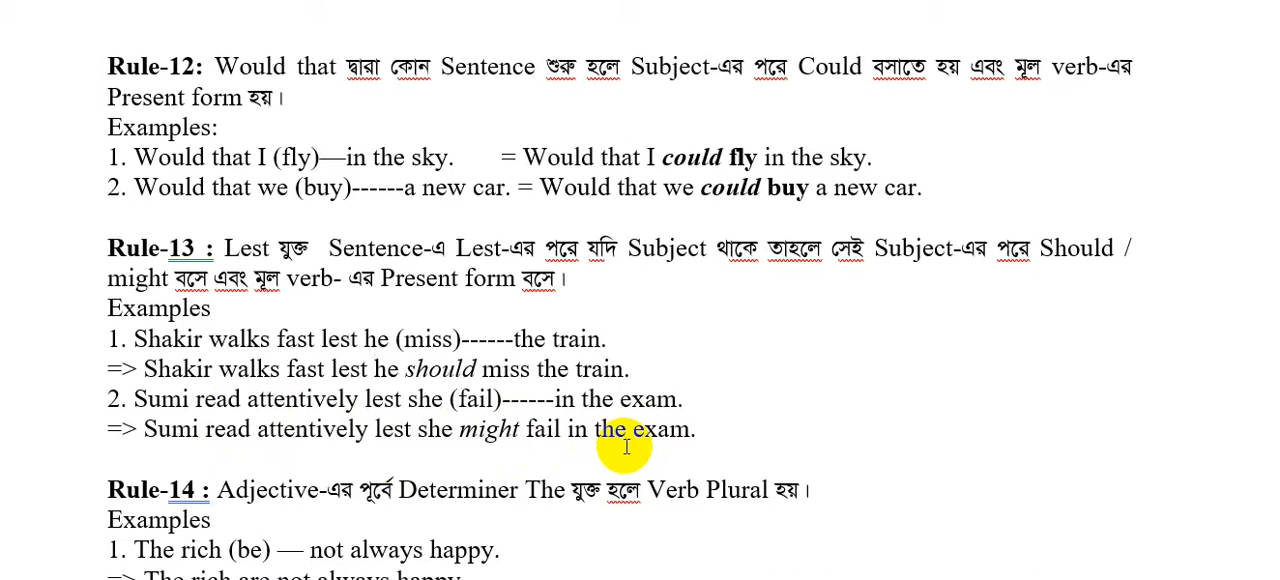 Rule-12: Would that দ্বারা কোন Sentence শুরু হলে Subject-এর পরে Could বসাতে হয় এবং মূল verb-এর
Present form হয়।
Examples:
1. Would that I (fly)—in the sky. = Would that I could fly in the sky.
2. Would that we (buy)------a new car. = Would that we could buy a new car.
Rule-13 : Lest যুক্ত Sentence-এ Lest-এর পরে যদি Subject থাকে তাহলে সেই Subject-এর পরে Should /
might বসে এবং মূল verb- এর Present form বসে।
Examples
1. Shakir walks fast lest he (miss)------the train.
=> Shakir walks fast lest he should miss the train.
2. Sumi read attentively lest she (fail)------in the exam.
=> Sumi read attentively lest she might fail in the exam.
Rule-14 : Adjective-এর পূর্বে Determiner The যুক্ত হলে Verb Plural হয়।
Examples
1. The rich (be) — not always happy.
=> The rich are not always happy